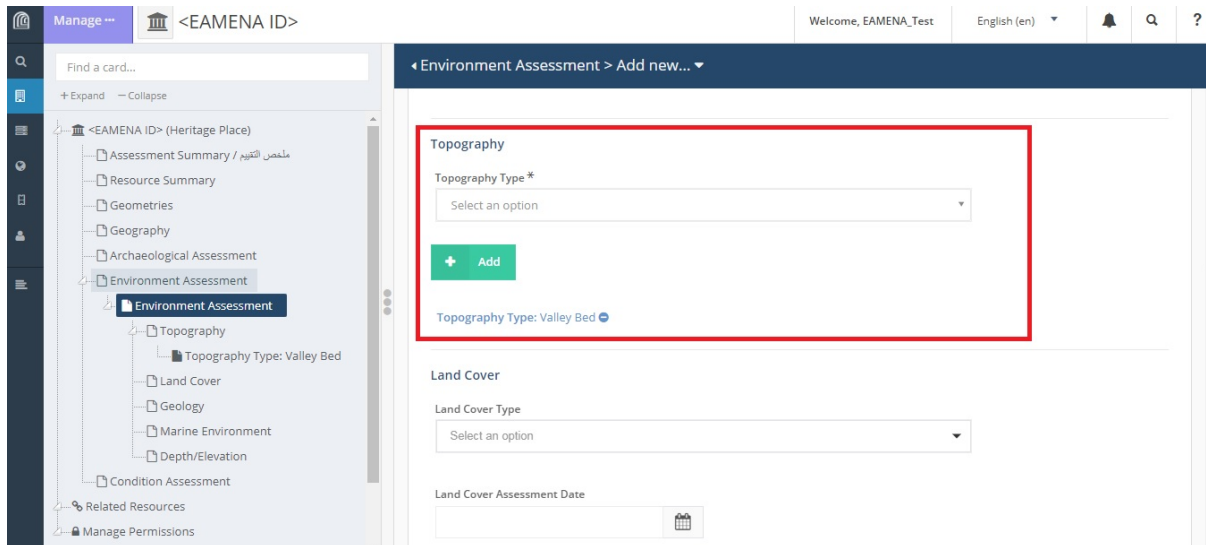 Manage ...
<EAMENA ID>
Welcome, EAMENA_Test
English (en)
?
Find a card...
+ Expand − Collapse
<EAMENA ID> (Heritage Place)
Assessment Summary / ملخص التقييم
Resource Summary
Geometries
Geography
Archaeological Assessment
Environment Assessment
Environment Assessment
Topography
Topography Type: Valley Bed
Land Cover
Geology
Marine Environment
Depth/Elevation
Condition Assessment
Related Resources
Manage Permissions
Environment Assessment > Add new...
Topography
Topography Type *
Select an option
+ Add
Topography Type: Valley Bed
Land Cover
Land Cover Type
Select an option
Land Cover Assessment Date